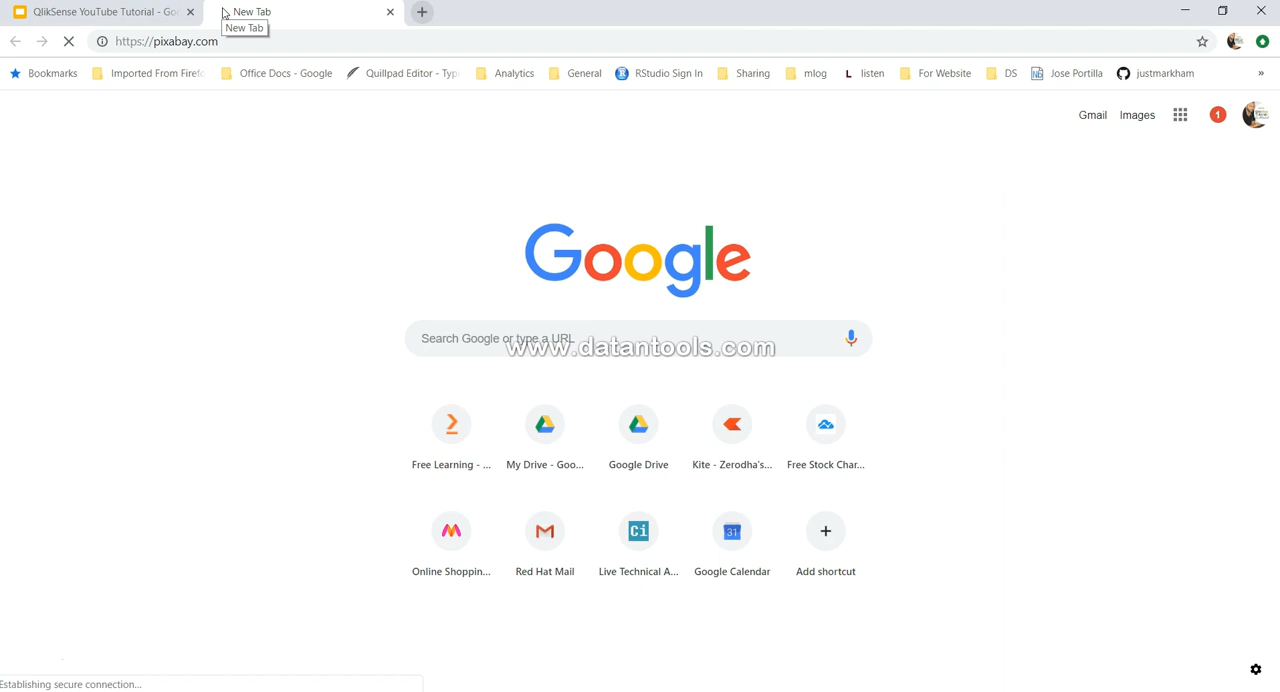 QlikSense YouTube Tutorial - Go
New Tab
New Tab
https://pixabay.com
Bookmarks
Imported From Firefo
Office Docs - Google
Quillpad Editor - Typ
Analytics
General
RStudio Sign In
Sharing
mlog
L listen
For Website
DS
Jose Portilla
justmarkham
»
Gmail
Images
1
Google
Search Google or type a URL
www.datantools.com
Free Learning - ...
My Drive - Goo...
Google Drive
Kite - Zerodha's...
Free Stock Char...
Ci
31
Online Shoppin...
Red Hat Mail
Live Technical A...
Google Calendar
Add shortcut
Establishing secure connection...